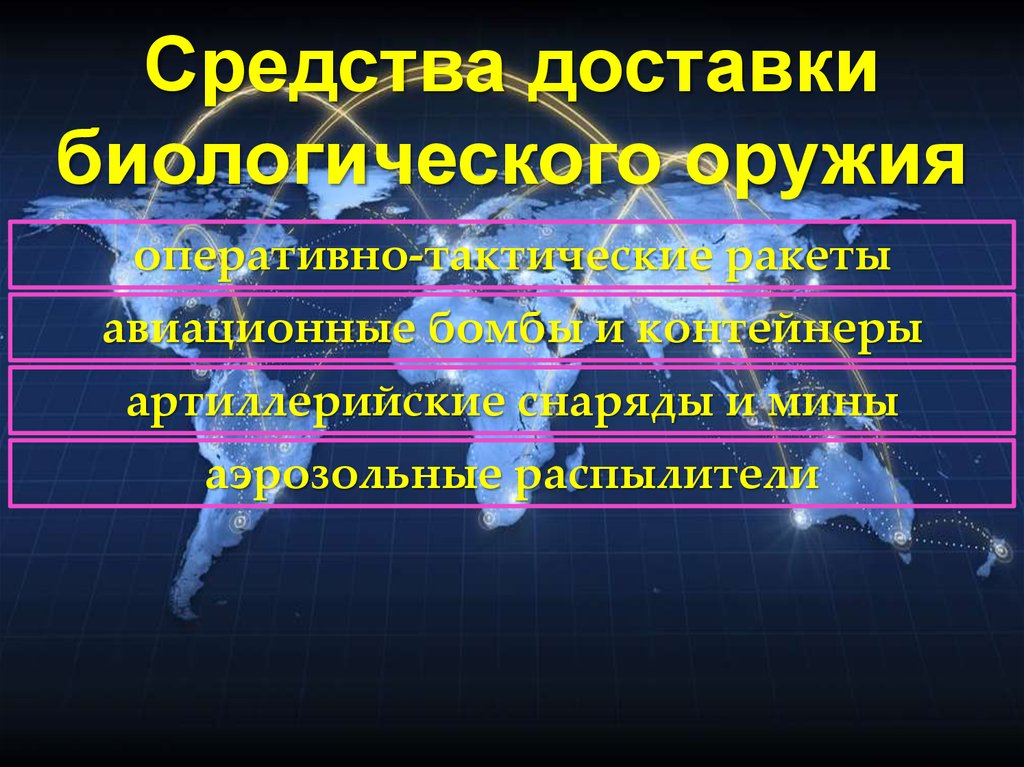 Средства доставки
биологического оружия
оперативно-тактические ракеты
авиационные бомбы и контейнеры
артиллерийские снаряды и мины
аэрозольные распылители